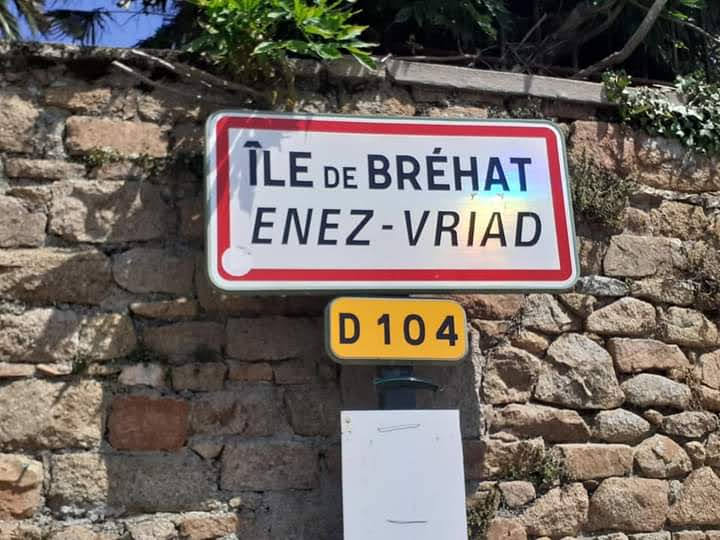 ÎLE DE BRÉHAT
ENEZ-VRIAD
D 104